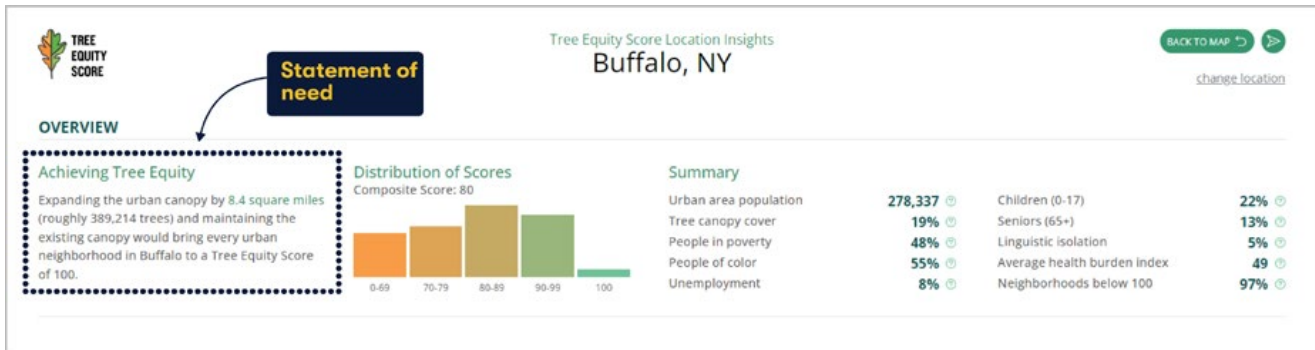 TREE
EQUITY
SCORE
Tree Equity Score Location Insights
Buffalo, NY
BACK TO MAP
change location
Statement of
need
OVERVIEW
Achieving Tree Equity
Expanding the urban canopy by 8.4 square miles
(roughly 389,214 trees) and maintaining the
existing canopy would bring every urban
neighborhood in Buffalo to a Tree Equity Score
of 100.
Distribution of Scores
Composite Score: 80
0-69 70-79 80-89 90-99 100
Summary
Urban area population 278,337 ?
Tree canopy cover 19% ?
People in poverty 48% ?
People of color 55% ?
Unemployment 8% ?
Children (0-17) 22% ?
Seniors (65+) 13% ?
Linguistic isolation 5% ?
Average health burden index 49 ?
Neighborhoods below 100 97% ?